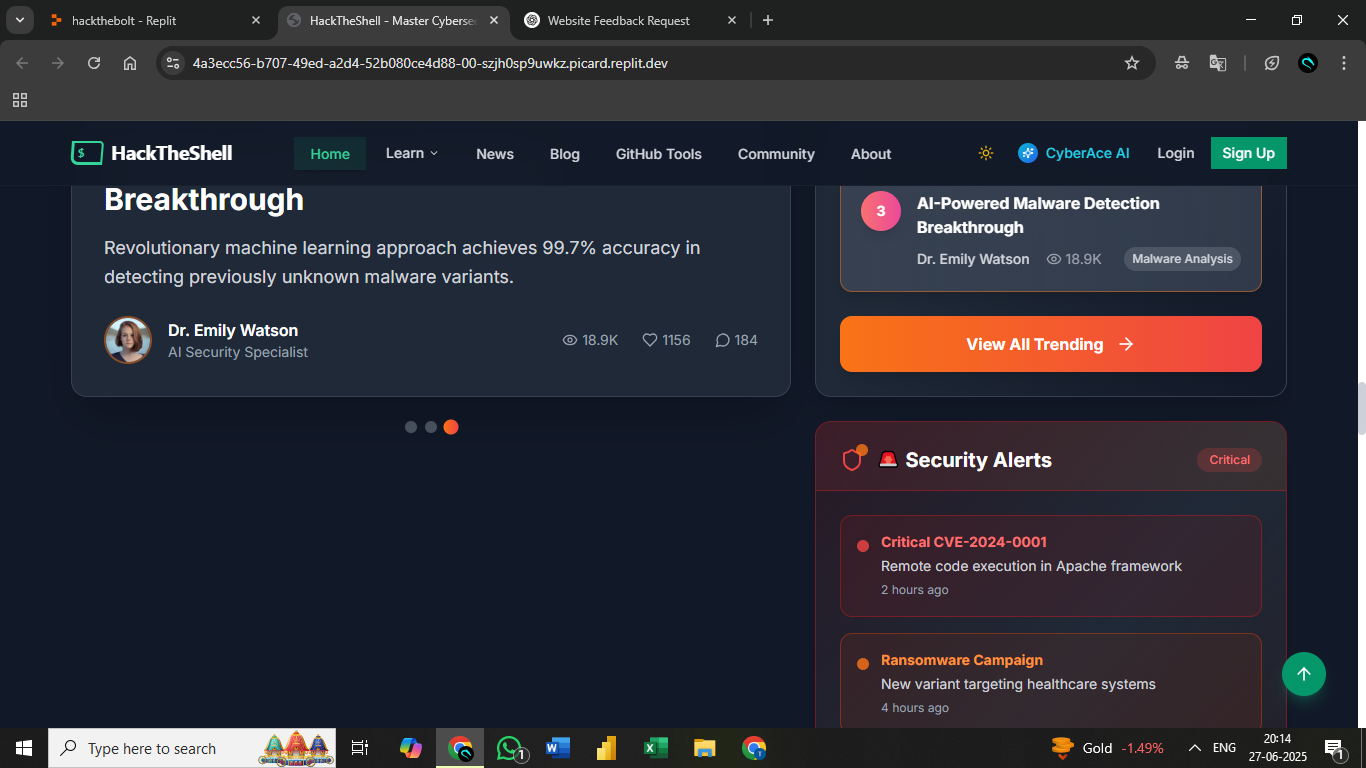 hackthebolt - Replit
HackTheShell - Master Cyberse
Website Feedback Request
4a3ecc56-b707-49ed-a2d4-52b080ce4d88-00-szjh0sp9uwkz.picard.replit.dev
$
HackTheShell
Home
Learn
News
Blog
GitHub Tools
Community
About
CyberAce AI
Login
Sign Up
Breakthrough
Revolutionary machine learning approach achieves 99.7% accuracy in
detecting previously unknown malware variants.
Dr. Emily Watson
AI Security Specialist
18.9K
1156
184
3
AI-Powered Malware Detection
Breakthrough
Dr. Emily Watson
18.9K
Malware Analysis
View All Trending
Security Alerts
Critical
Critical CVE-2024-0001
Remote code execution in Apache framework
2 hours ago
Ransomware Campaign
New variant targeting healthcare systems
4 hours ago
Type here to search
1
Gold -1.49%
ENG
20:14
27-06-2025
1